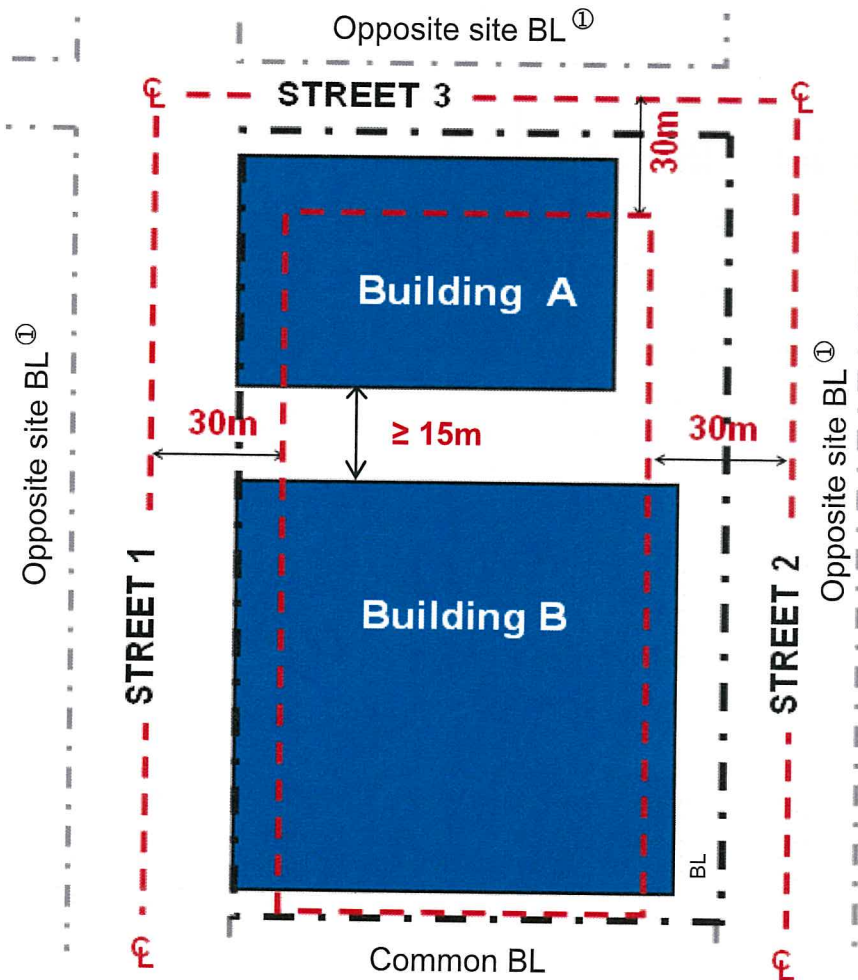 Opposite site BL ①
℄ STREET 3 ℄
30m
Building A
Opposite site BL ①
Opposite site BL ①
30m
≥ 15m
30m
STREET 1
Building B
STREET 2
BL
Common BL
℄ ℄